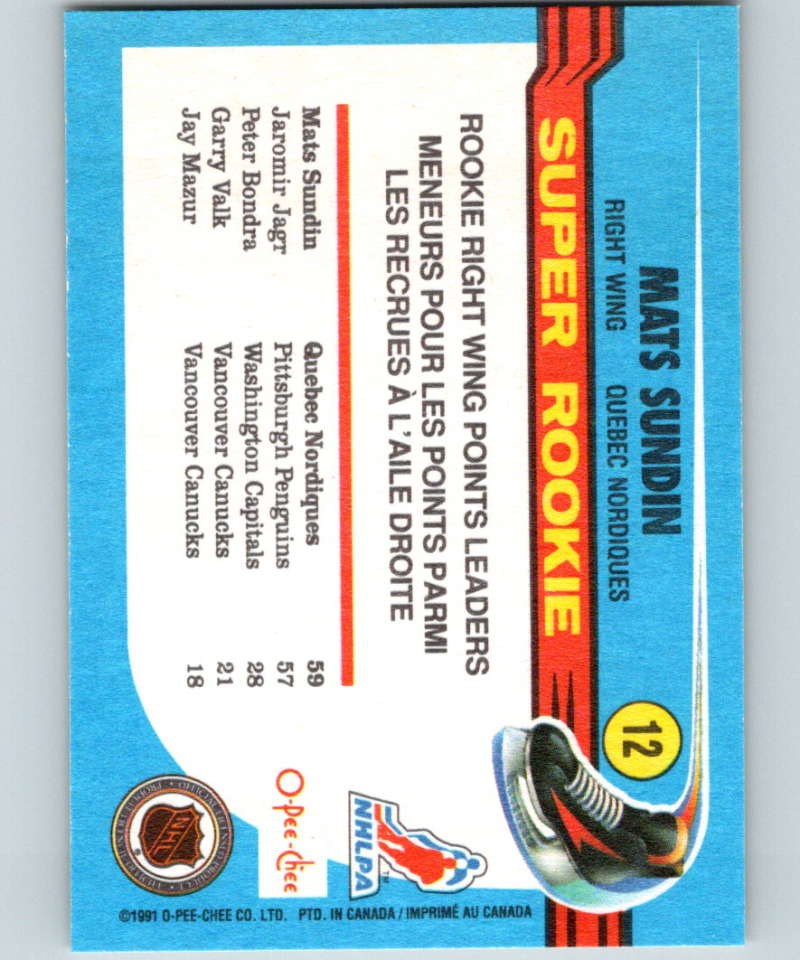 MATS SUNDIN
RIGHT WING QUEBEC NORDIQUES
12
SUPER ROOKIE
ROOKIE RIGHT WING POINTS LEADERS
MENEURS POUR LES POINTS PARMI
LES RECRUES À L'AILE DROITE
Mats Sundin Quebec Nordiques 59
Jaromir Jagr Pittsburgh Penguins 57
Peter Bondra Washington Capitals 28
Garry Valk Vancouver Canucks 21
Jay Mazur Vancouver Canucks 18
NHLPA
TM
O-Pee-Chee
NHL
©1991 O-PEE-CHEE CO. LTD. PTD. IN CANADA / IMPRIMÉ AU CANADA